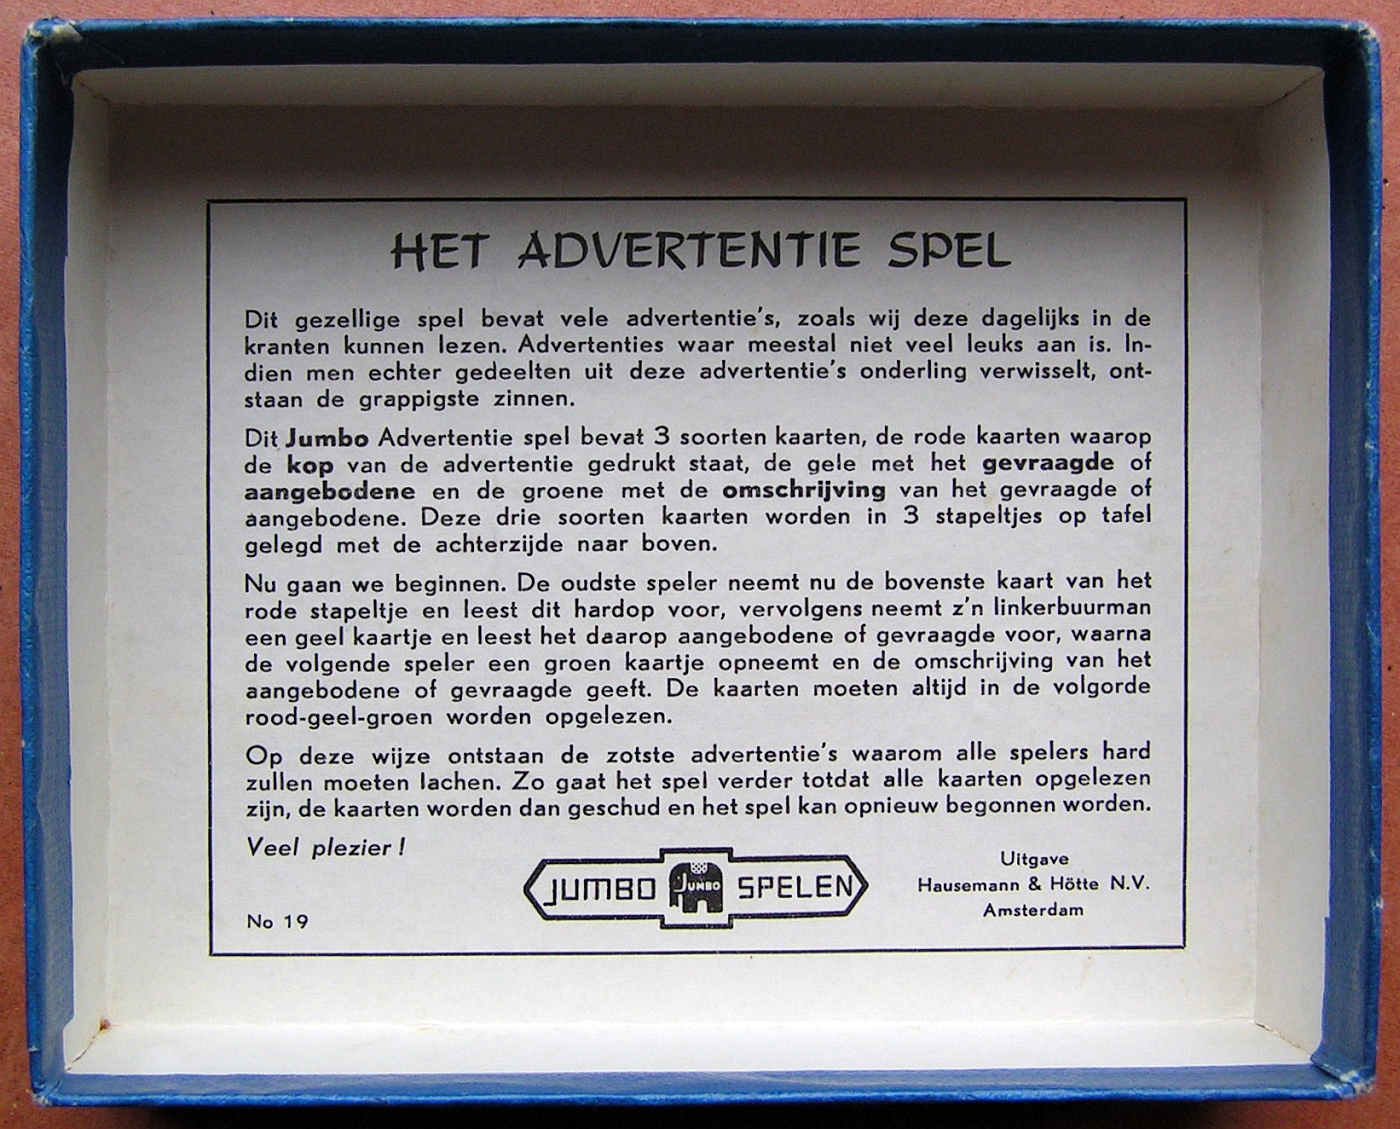 HET ADVERTENTIE SPEL
Dit gezellige spel bevat vele advertentie's, zoals wij deze dagelijks in de
kranten kunnen lezen. Advertenties waar meestal niet veel leuks aan is. In-
dien men echter gedeelten uit deze advertentie's onderling verwisselt, ont-
staan de grappigste zinnen.
Dit Jumbo Advertentie spel bevat 3 soorten kaarten, de rode kaarten waarop
de kop van de advertentie gedrukt staat, de gele met het gevraagde of
aangebodene en de groene met de omschrijving van het gevraagde of
aangebodene. Deze drie soorten kaarten worden in 3 stapeltjes op tafel
gelegd met de achterzijde naar boven.
Nu gaan we beginnen. De oudste speler neemt nu de bovenste kaart van het
rode stapeltje en leest dit hardop voor, vervolgens neemt z'n linkerbuurman
een geel kaartje en leest het daarop aangebodene of gevraagde voor, waarna
de volgende speler een groen kaartje opneemt en de omschrijving van het
aangebodene of gevraagde geeft. De kaarten moeten altijd in de volgorde
rood-geel-groen worden opgelezen.
Op deze wijze ontstaan de zotste advertentie's waarom alle spelers hard
zullen moeten lachen. Zo gaat het spel verder totdat alle kaarten opgelezen
zijn, de kaarten worden dan geschud en het spel kan opnieuw begonnen worden.
Veel plezier !
No 19
JUMBO JUMBO SPELEN
Uitgave
Hausemann & Hötte N.V.
Amsterdam